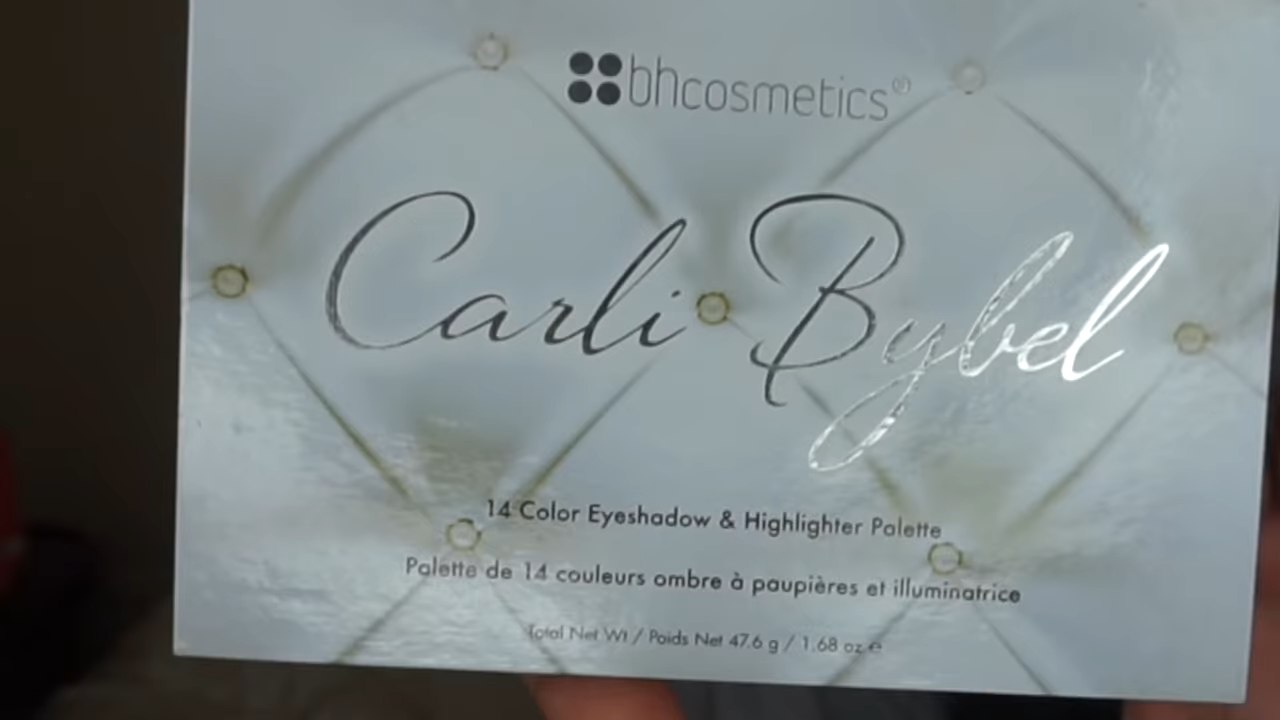 bhcosmetics®
Carli Bybel
14 Color Eyeshadow & Highlighter Palette
Palette de 14 couleurs ombre à paupières et illuminatrice
Total Net Wt / Poids Net 47.6 g / 1.68 oz ℮